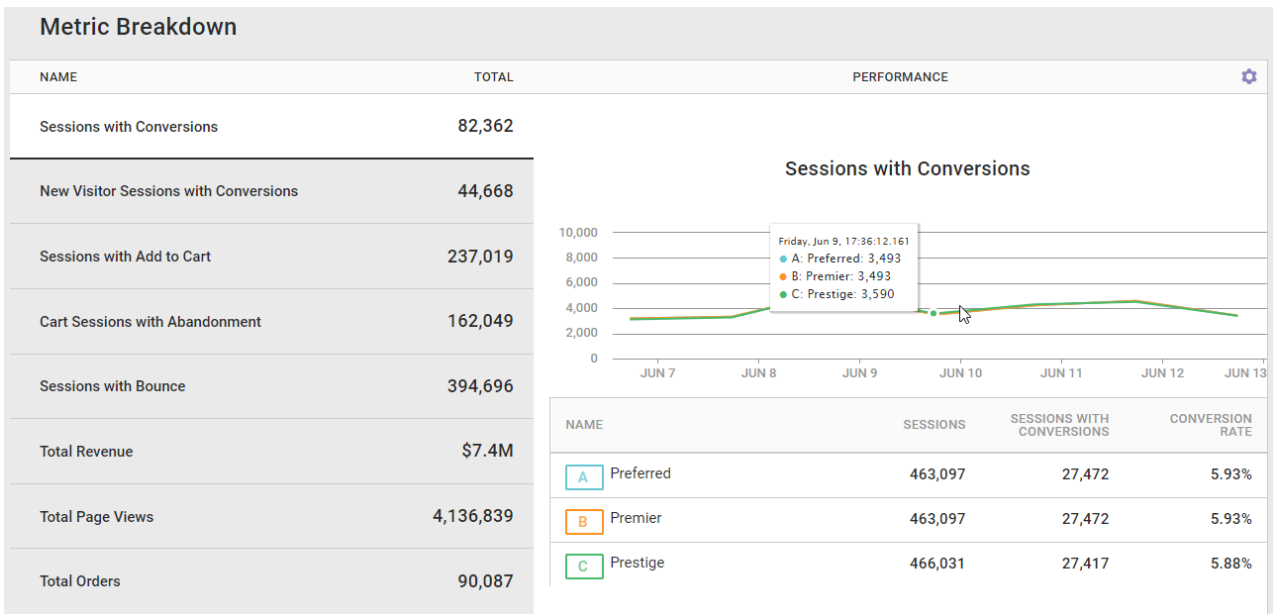 Metric Breakdown
NAME TOTAL PERFORMANCE
Sessions with Conversions 82,362
New Visitor Sessions with Conversions 44,668
Sessions with Add to Cart 237,019
Cart Sessions with Abandonment 162,049
Sessions with Bounce 394,696
Total Revenue $7.4M
Total Page Views 4,136,839
Total Orders 90,087
Sessions with Conversions
10,000
8,000
6,000
4,000
2,000
0
Friday, Jun 9, 17:36:12.161
A: Preferred: 3,493
B: Premier: 3,493
C: Prestige: 3,590
JUN 7 JUN 8 JUN 9 JUN 10 JUN 11 JUN 12 JUN 13
NAME SESSIONS SESSIONS WITH CONVERSIONS CONVERSION RATE
A Preferred 463,097 27,472 5.93%
B Premier 463,097 27,472 5.93%
C Prestige 466,031 27,417 5.88%